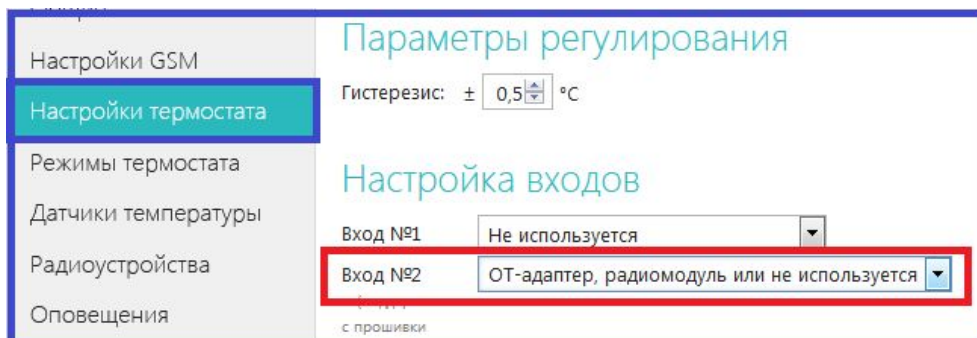 Настройки GSM
Настройки термостата
Режимы термостата
Датчики температуры
Радиоустройства
Оповещения
Параметры регулирования
Гистерезис: ± 0,5 °C
Настройка входов
Вход №1 Не используется
Вход №2 ОТ-адаптер, радиомодуль или не используется
с прошивки